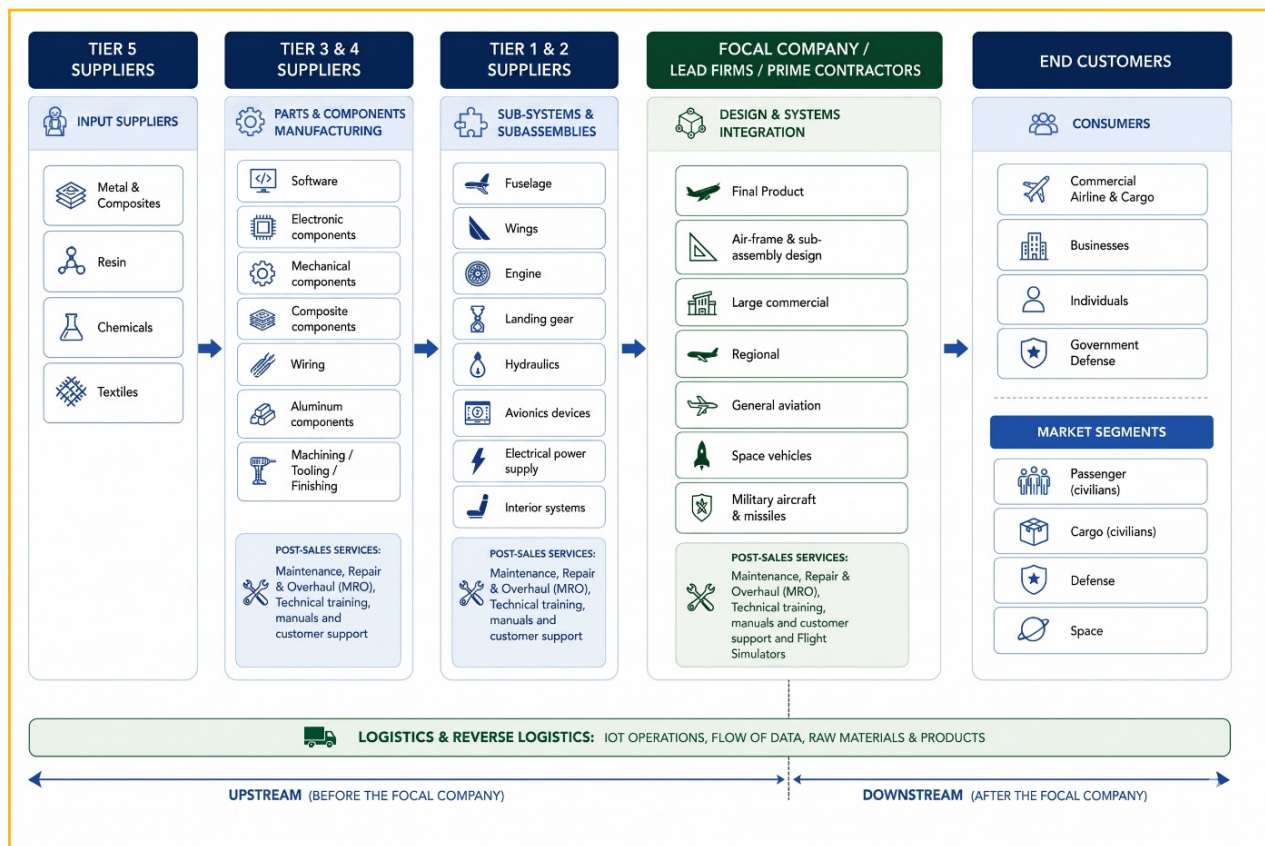 TIER 5
SUPPLIERS
INPUT SUPPLIERS
Metal &
Composites
Resin
Chemicals
Textiles
TIER 3 & 4
SUPPLIERS
PARTS & COMPONENTS
MANUFACTURING
</>
Software
Electronic
components
Mechanical
components
Composite
components
Wiring
Aluminum
components
Machining /
Tooling /
Finishing
POST-SALES SERVICES:
Maintenance, Repair
& Overhaul (MRO),
Technical training,
manuals and
customer support
TIER 1 & 2
SUPPLIERS
SUB-SYSTEMS &
SUBASSEMBLIES
Fuselage
Wings
Engine
Landing gear
Hydraulics
Avionics devices
Electrical power
supply
Interior systems
POST-SALES SERVICES:
Maintenance, Repair
& Overhaul (MRO),
Technical training,
manuals and
customer support
FOCAL COMPANY /
LEAD FIRMS / PRIME CONTRACTORS
DESIGN & SYSTEMS
INTEGRATION
Final Product
Air-frame & sub-
assembly design
Large commercial
Regional
General aviation
Space vehicles
Military aircraft
& missiles
POST-SALES SERVICES:
Maintenance, Repair &
Overhaul (MRO),
Technical training,
manuals and customer
support and Flight
Simulators
END CUSTOMERS
CONSUMERS
Commercial
Airline & Cargo
Businesses
Individuals
Government
Defense
MARKET SEGMENTS
Passenger
(civilians)
Cargo (civilians)
Defense
Space
LOGISTICS & REVERSE LOGISTICS: IOT OPERATIONS, FLOW OF DATA, RAW MATERIALS & PRODUCTS
UPSTREAM (BEFORE THE FOCAL COMPANY)
DOWNSTREAM (AFTER THE FOCAL COMPANY)